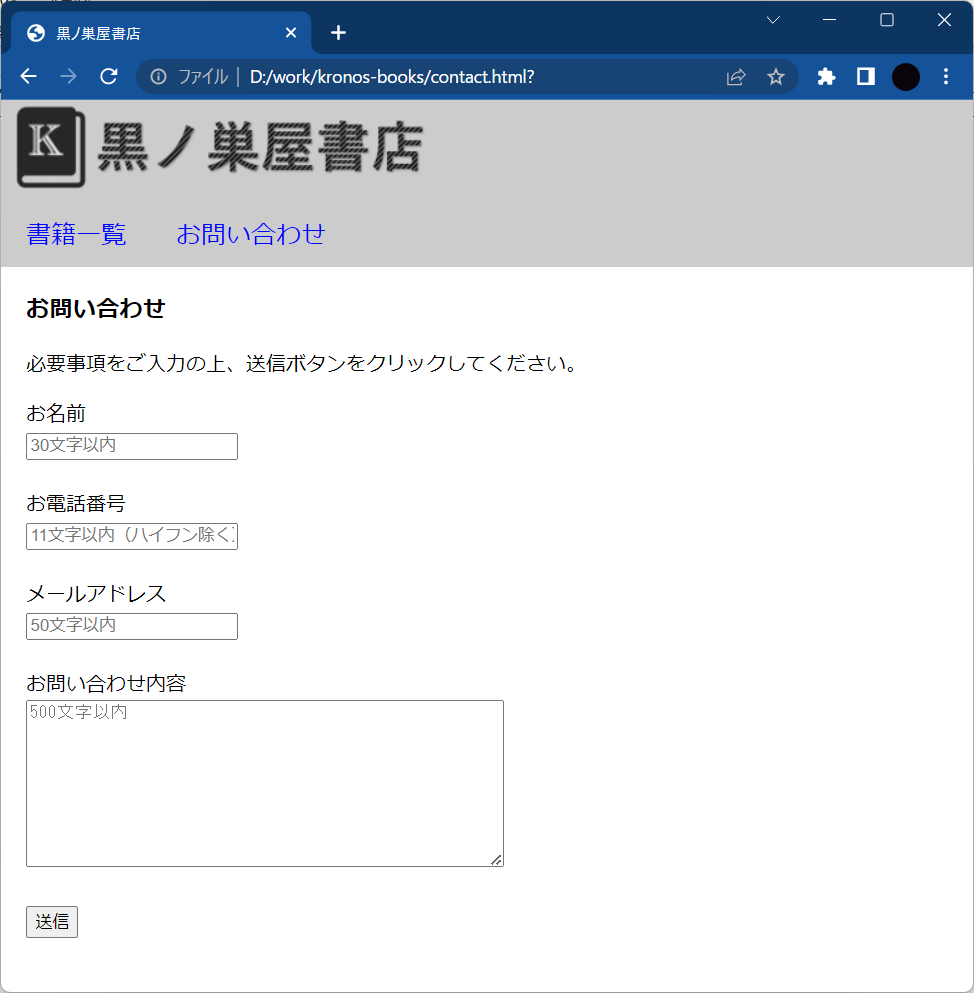 黒ノ巣屋書店
ファイル | D:/work/kronos-books/contact.html?
K 黒ノ巣屋書店
書籍一覧 お問い合わせ
お問い合わせ
必要事項をご入力の上、送信ボタンをクリックしてください。
お名前
30文字以内
お電話番号
11文字以内（ハイフン除く）
メールアドレス
50文字以内
お問い合わせ内容
500文字以内
送信